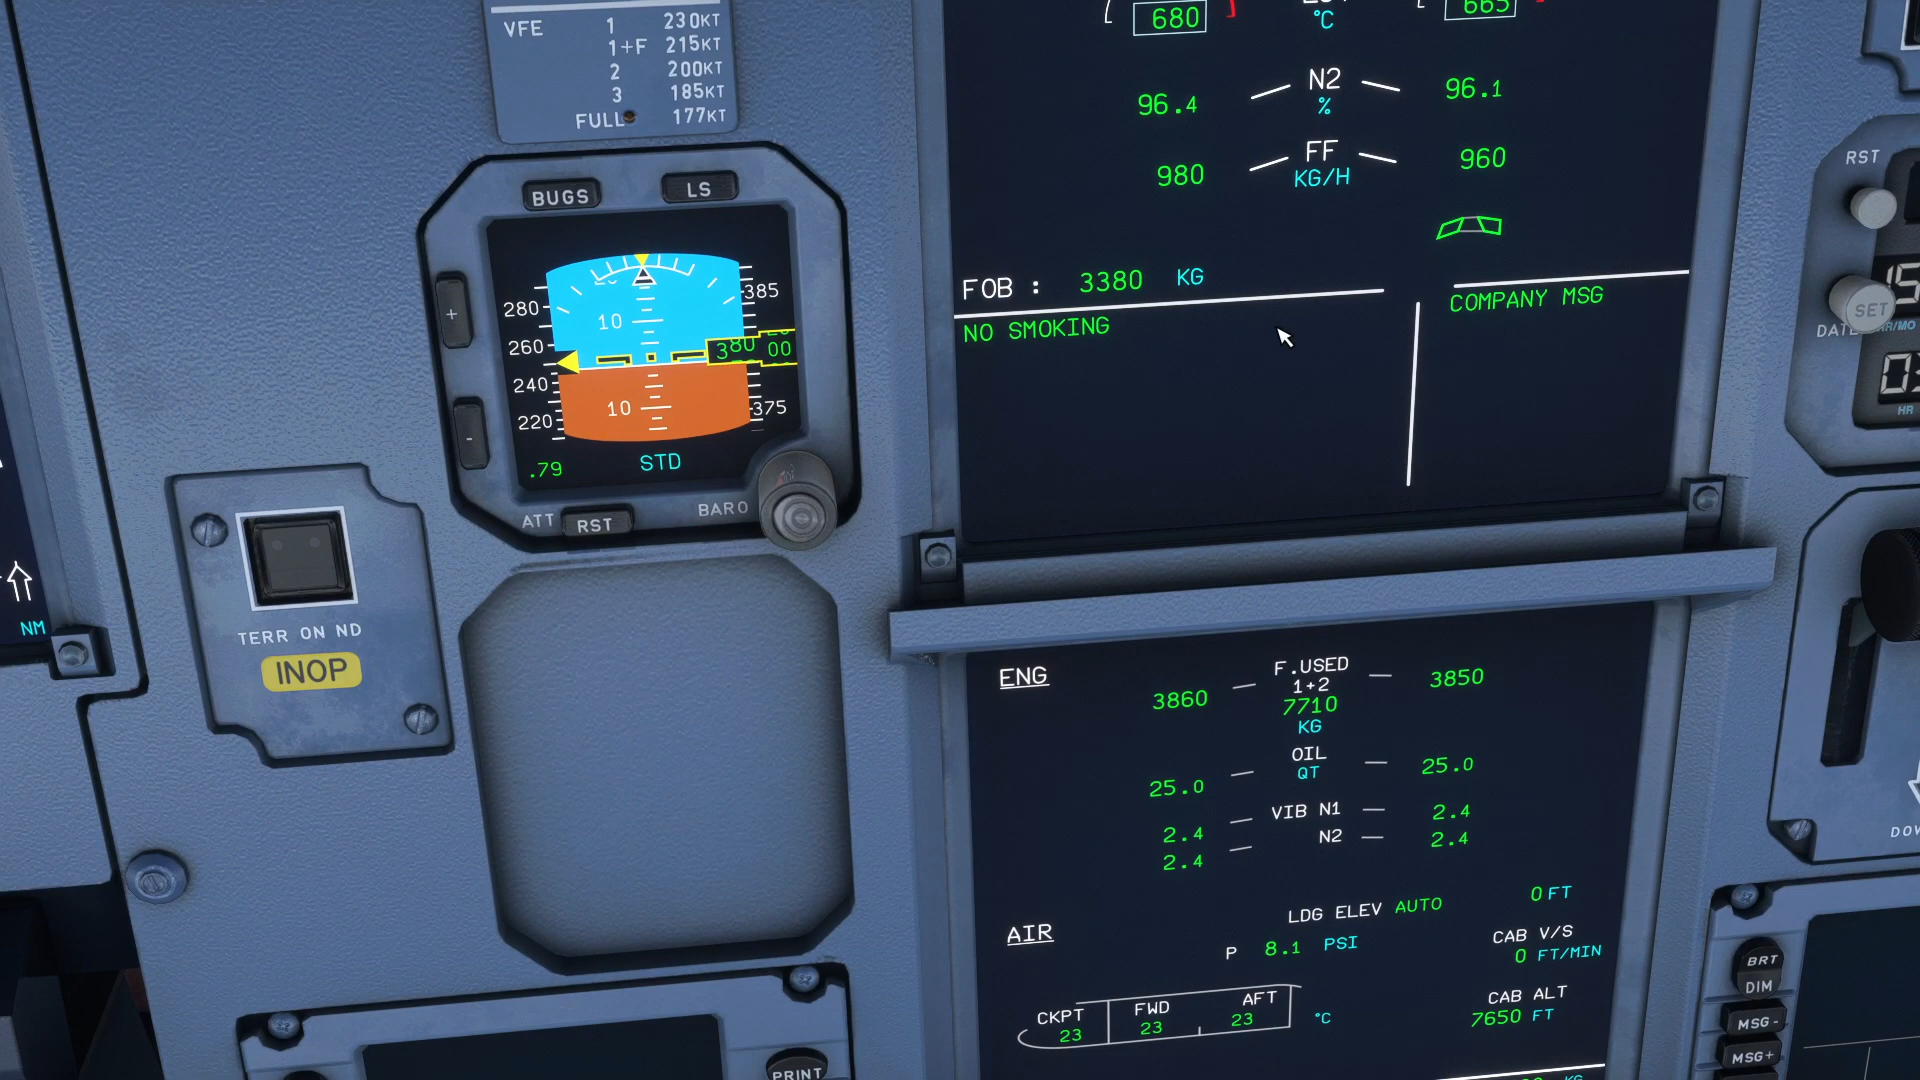 VFE 1 230KT
1+F 215KT
2 200KT
3 185KT
FULL 177KT
BUGS LS
+
-
280
260
240
220
10
10
385
380
00
375
.79 STD
ATT RST BARO
TERR ON ND
INOP
NM
680 °C 665
96.4 N2 96.1
%
980 FF 960
KG/H
FOB : 3380 KG
NO SMOKING
COMPANY MSG
RST
SET
DATE
HR
ENG
F.USED
1+2
3860 7710 3850
KG
OIL
25.0 QT 25.0
VIB N1
2.4 2.4
N2
2.4 2.4
AIR
LDG ELEV AUTO 0 FT
P 8.1 PSI
CAB V/S
0 FT/MIN
CKPT FWD AFT
23 23 23 °C
CAB ALT
7650 FT
BRT
DIM
MSG-
MSG+
PRINT